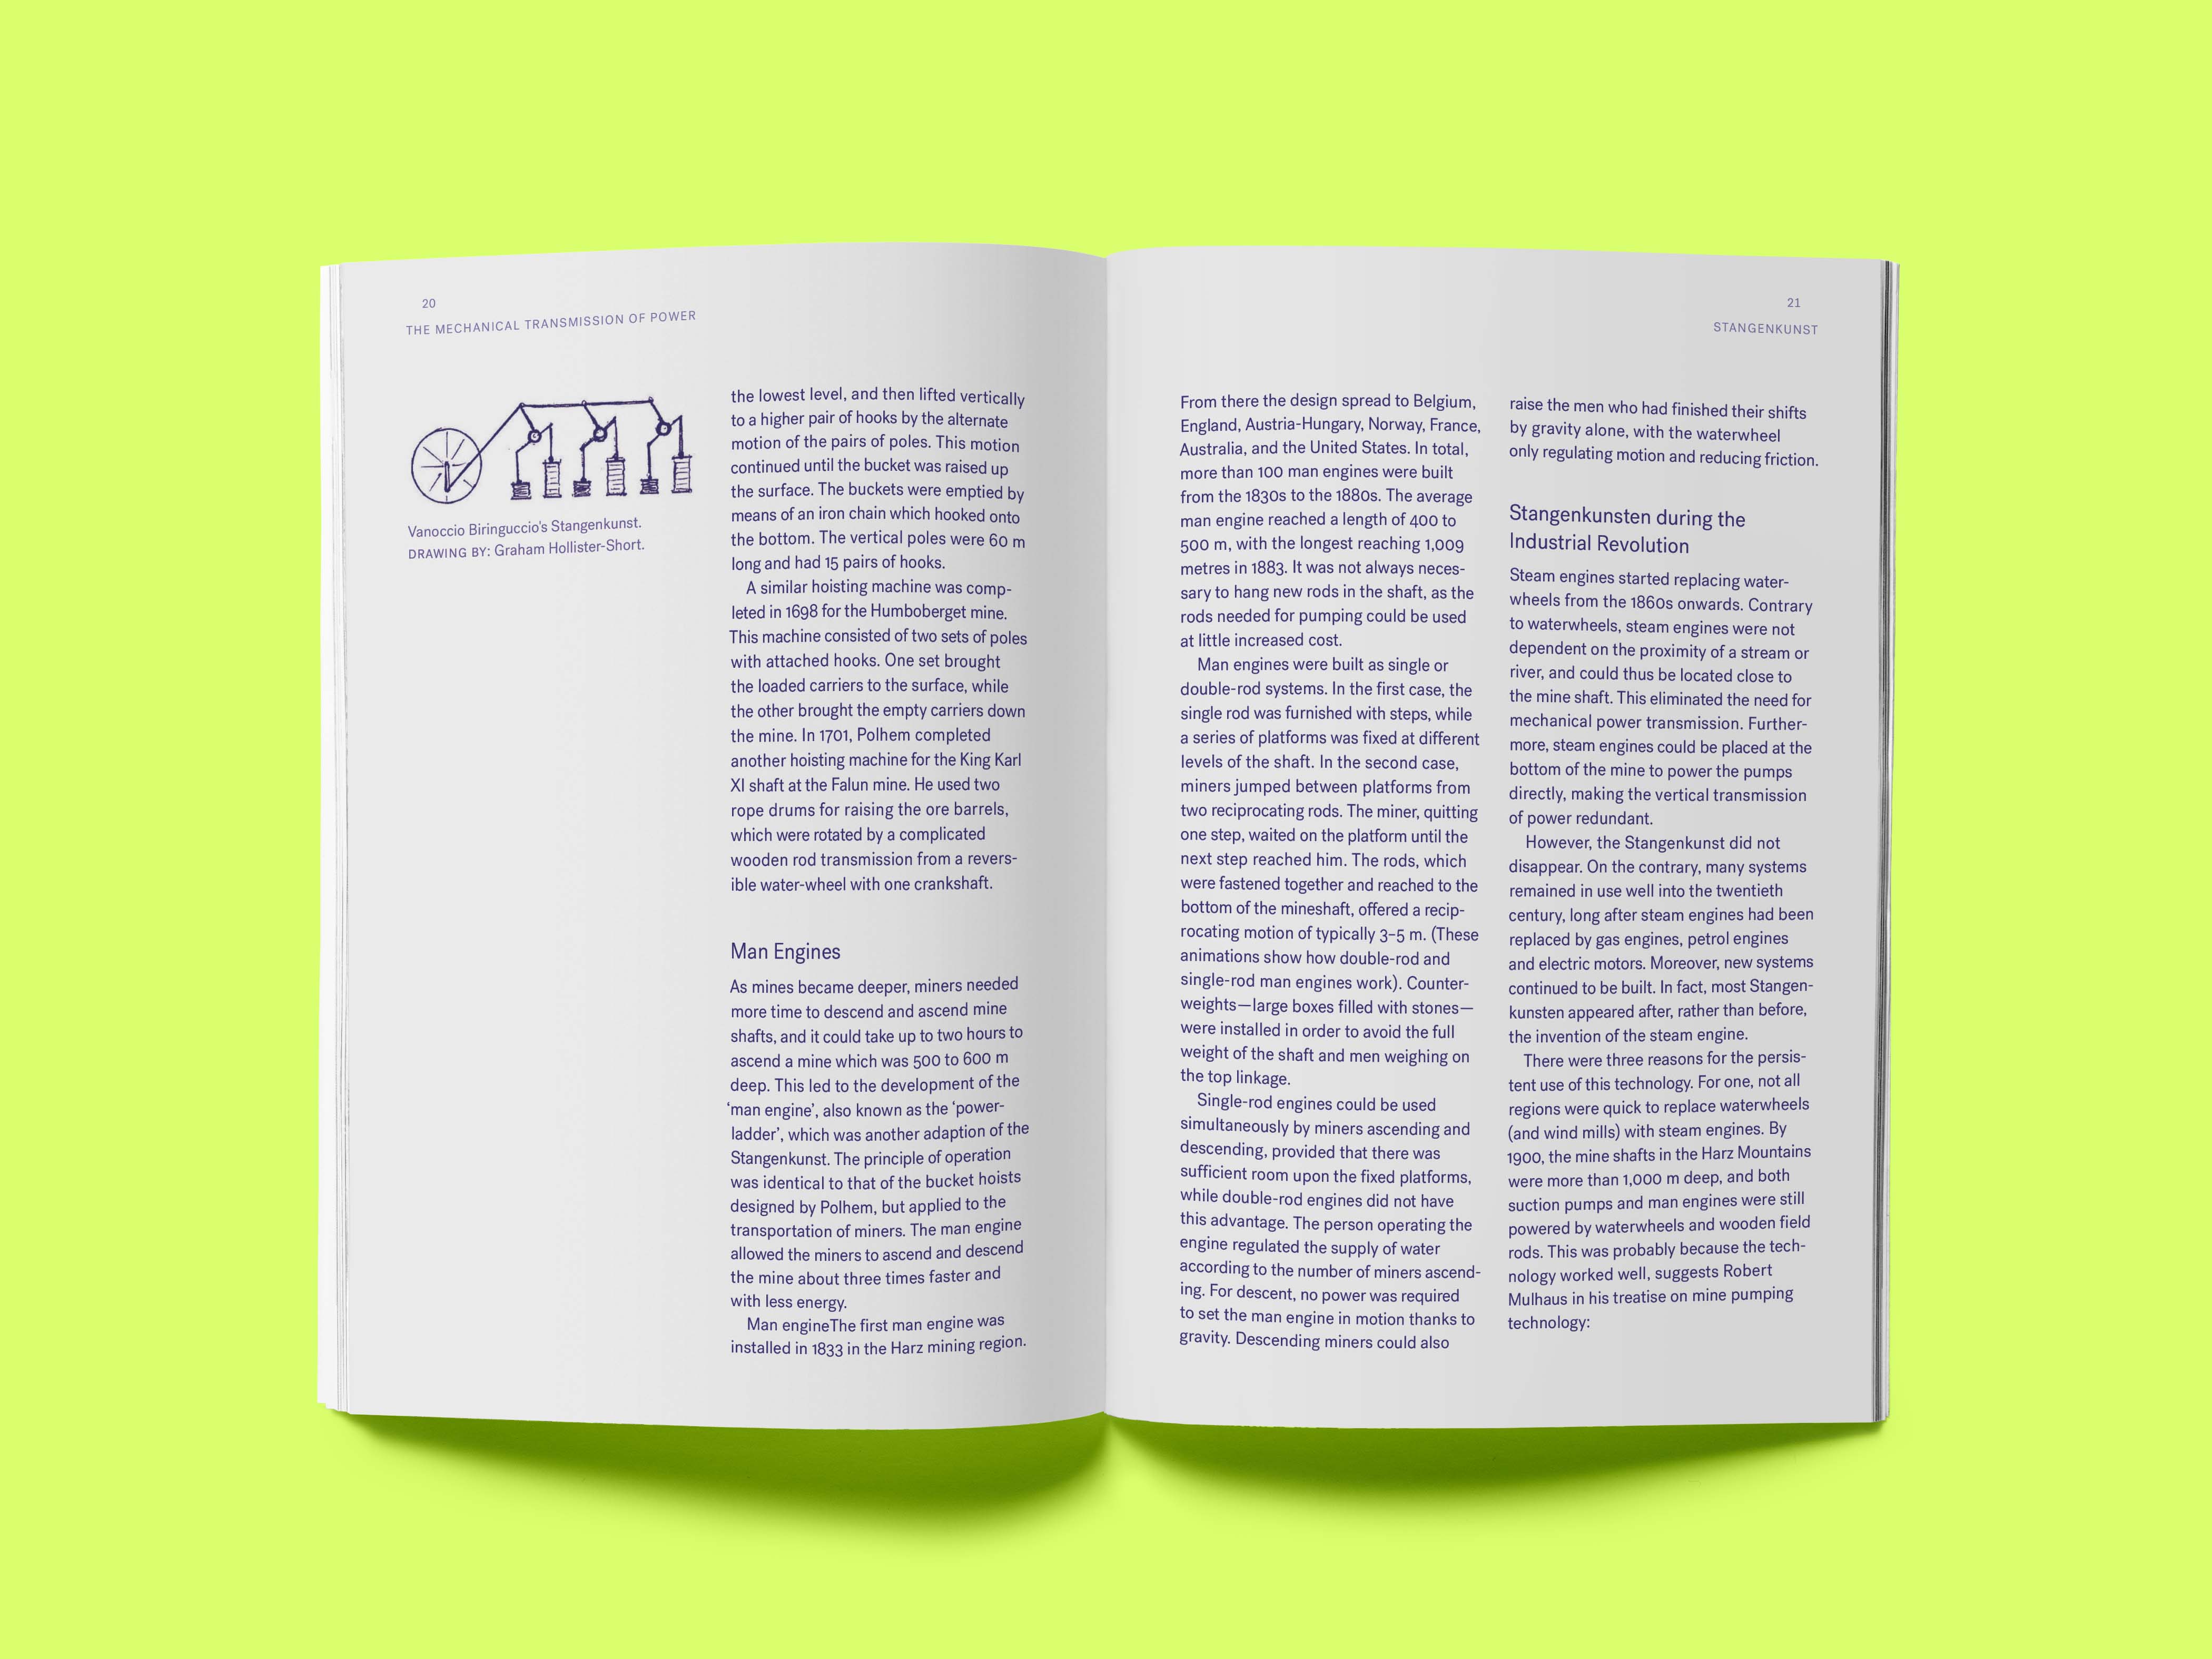 20
THE MECHANICAL TRANSMISSION OF POWER
Vanoccio Biringuccio's Stangenkunst.
DRAWING BY: Graham Hollister-Short.
the lowest level, and then lifted vertically
to a higher pair of hooks by the alternate
motion of the pairs of poles. This motion
continued until the bucket was raised up
the surface. The buckets were emptied by
means of an iron chain which hooked onto
the bottom. The vertical poles were 60 m
long and had 15 pairs of hooks.
A similar hoisting machine was comp-
leted in 1698 for the Humboberget mine.
This machine consisted of two sets of poles
with attached hooks. One set brought
the loaded carriers to the surface, while
the other brought the empty carriers down
the mine. In 1701, Polhem completed
another hoisting machine for the King Karl
XI shaft at the Falun mine. He used two
rope drums for raising the ore barrels,
which were rotated by a complicated
wooden rod transmission from a revers-
ible water-wheel with one crankshaft.
Man Engines
As mines became deeper, miners needed
more time to descend and ascend mine
shafts, and it could take up to two hours to
ascend a mine which was 500 to 600 m
deep. This led to the development of the
‘man engine’, also known as the ‘power-
ladder’, which was another adaption of the
Stangenkunst. The principle of operation
was identical to that of the bucket hoists
designed by Polhem, but applied to the
transportation of miners. The man engine
allowed the miners to ascend and descend
the mine about three times faster and
with less energy.
Man engineThe first man engine was
installed in 1833 in the Harz mining region.
21
STANGENKUNST
From there the design spread to Belgium,
England, Austria-Hungary, Norway, France,
Australia, and the United States. In total,
more than 100 man engines were built
from the 1830s to the 1880s. The average
man engine reached a length of 400 to
500 m, with the longest reaching 1,009
metres in 1883. It was not always neces-
sary to hang new rods in the shaft, as the
rods needed for pumping could be used
at little increased cost.
Man engines were built as single or
double-rod systems. In the first case, the
single rod was furnished with steps, while
a series of platforms was fixed at different
levels of the shaft. In the second case,
miners jumped between platforms from
two reciprocating rods. The miner, quitting
one step, waited on the platform until the
next step reached him. The rods, which
were fastened together and reached to the
bottom of the mineshaft, offered a recip-
rocating motion of typically 3–5 m. (These
animations show how double-rod and
single-rod man engines work). Counter-
weights—large boxes filled with stones—
were installed in order to avoid the full
weight of the shaft and men weighing on
the top linkage.
Single-rod engines could be used
simultaneously by miners ascending and
descending, provided that there was
sufficient room upon the fixed platforms,
while double-rod engines did not have
this advantage. The person operating the
engine regulated the supply of water
according to the number of miners ascend-
ing. For descent, no power was required
to set the man engine in motion thanks to
gravity. Descending miners could also
raise the men who had finished their shifts
by gravity alone, with the waterwheel
only regulating motion and reducing friction.
Stangenkunsten during the
Industrial Revolution
Steam engines started replacing water-
wheels from the 1860s onwards. Contrary
to waterwheels, steam engines were not
dependent on the proximity of a stream or
river, and could thus be located close to
the mine shaft. This eliminated the need for
mechanical power transmission. Further-
more, steam engines could be placed at the
bottom of the mine to power the pumps
directly, making the vertical transmission
of power redundant.
However, the Stangenkunst did not
disappear. On the contrary, many systems
remained in use well into the twentieth
century, long after steam engines had been
replaced by gas engines, petrol engines
and electric motors. Moreover, new systems
continued to be built. In fact, most Stangen-
kunsten appeared after, rather than before,
the invention of the steam engine.
There were three reasons for the persis-
tent use of this technology. For one, not all
regions were quick to replace waterwheels
(and wind mills) with steam engines. By
1900, the mine shafts in the Harz Mountains
were more than 1,000 m deep, and both
suction pumps and man engines were still
powered by waterwheels and wooden field
rods. This was probably because the tech-
nology worked well, suggests Robert
Mulhaus in his treatise on mine pumping
technology: